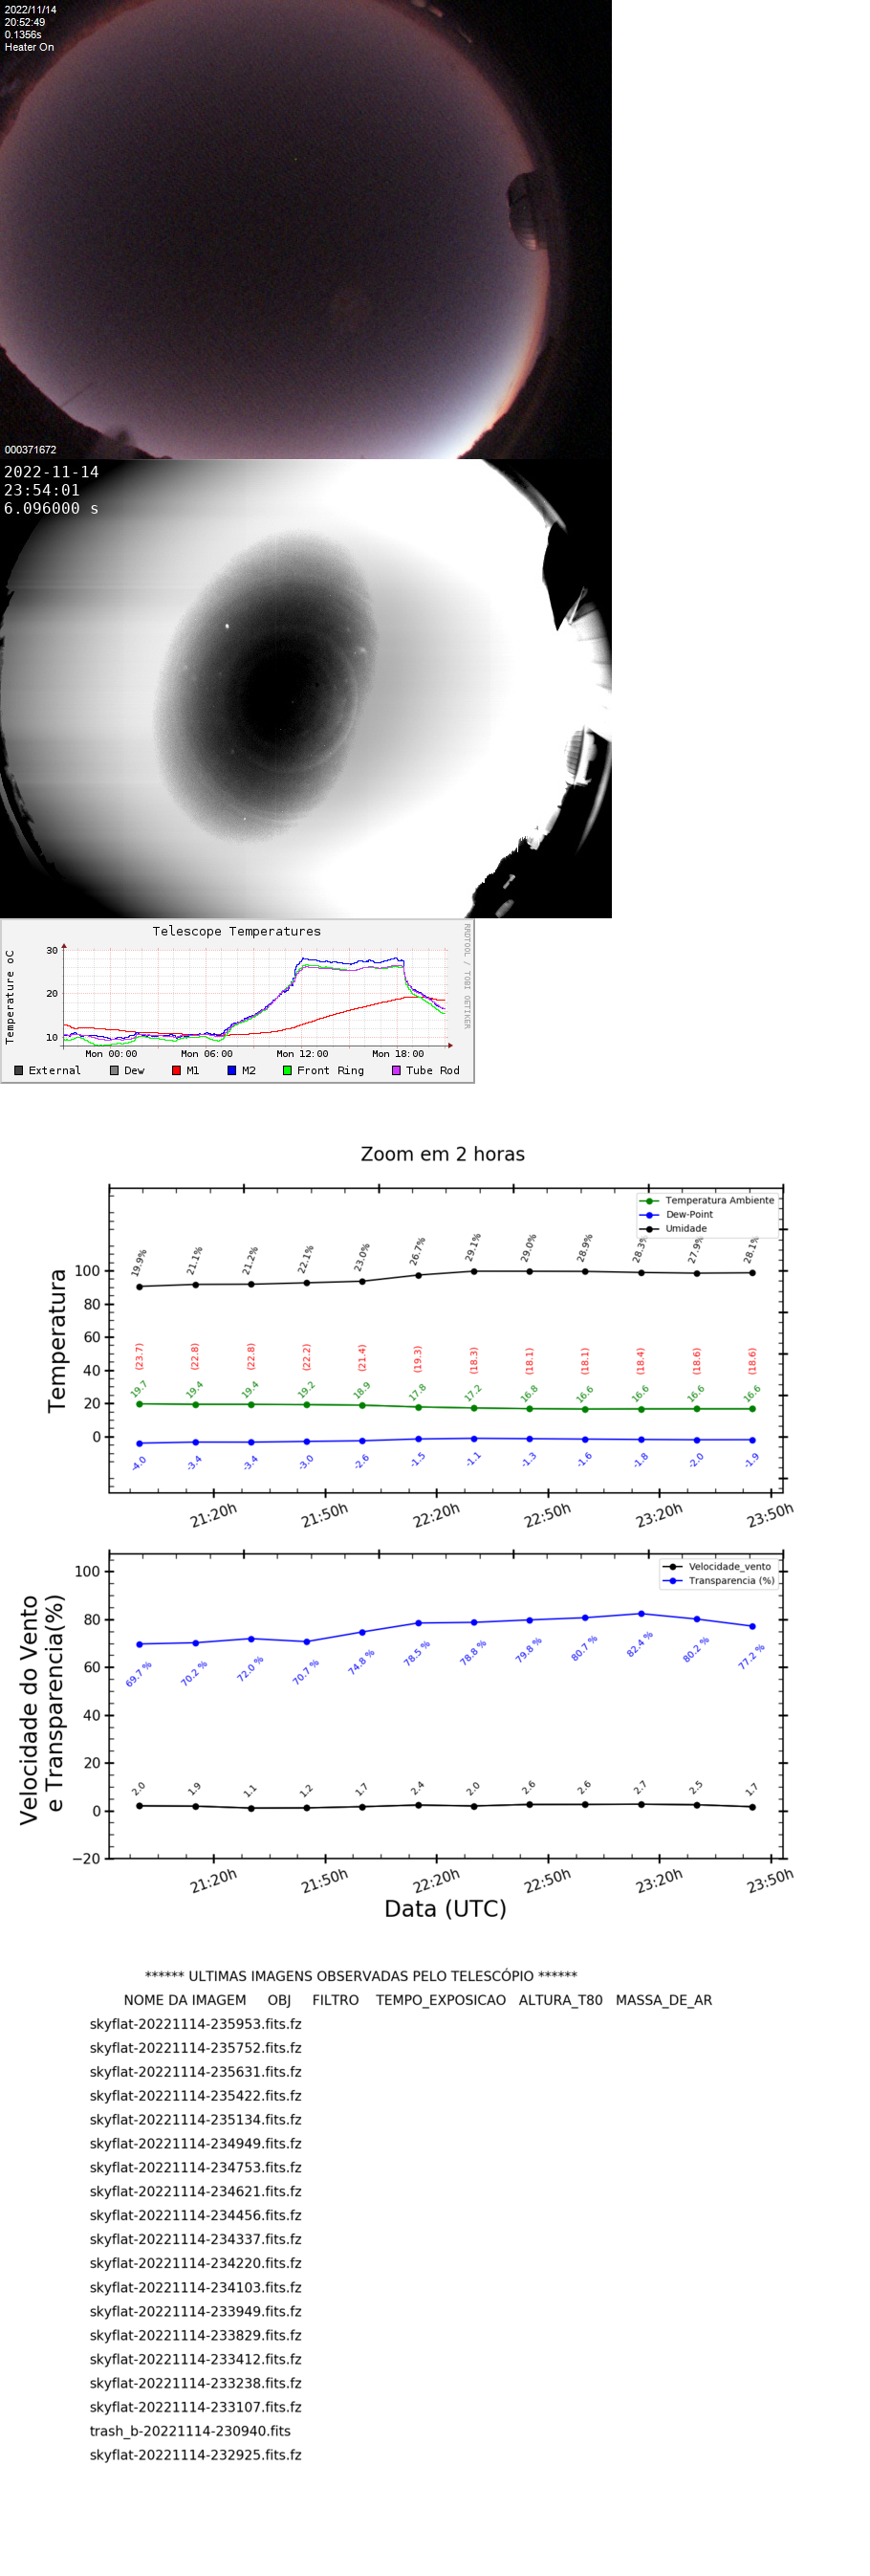 2022/11/14
20:52:49
0.1356s
Heater On
000371672
2022-11-14
23:54:01
6.096000 s
Telescope Temperatures
RRDTOOL / TOBI OETIKER
Temperature oC
30
20
10
Mon 00:00 Mon 06:00 Mon 12:00 Mon 18:00
External Dew M1 M2 Front Ring Tube Rod
Zoom em 2 horas
Temperatura Ambiente
Dew-Point
Umidade
Temperatura
100
80
60
40
20
0
19.9% 21.1% 21.2% 22.1% 23.0% 26.7% 29.1% 29.0% 28.9% 28.3% 27.9% 28.1%
(23.7) (22.8) (22.8) (22.2) (21.4) (19.3) (18.3) (18.1) (18.1) (18.4) (18.6) (18.6)
19.7 19.4 19.4 19.2 18.9 17.8 17.2 16.8 16.6 16.6 16.6 16.6
-4.0 -3.4 -3.4 -3.0 -2.6 -1.5 -1.1 -1.3 -1.6 -1.8 -2.0 -1.9
21:20h 21:50h 22:20h 22:50h 23:20h 23:50h
Velocidade_vento
Transparencia (%)
Velocidade do Vento
e Transparencia(%)
100
80
60
40
20
0
−20
69.7 % 70.2 % 72.0 % 70.7 % 74.8 % 78.5 % 78.8 % 79.8 % 80.7 % 82.4 % 80.2 % 77.2 %
2.0 1.9 1.1 1.2 1.7 2.4 2.0 2.6 2.6 2.7 2.5 1.7
21:20h 21:50h 22:20h 22:50h 23:20h 23:50h
Data (UTC)
****** ULTIMAS IMAGENS OBSERVADAS PELO TELESCÓPIO ******
NOME DA IMAGEM OBJ FILTRO TEMPO_EXPOSICAO ALTURA_T80 MASSA_DE_AR
skyflat-20221114-235953.fits.fz
skyflat-20221114-235752.fits.fz
skyflat-20221114-235631.fits.fz
skyflat-20221114-235422.fits.fz
skyflat-20221114-235134.fits.fz
skyflat-20221114-234949.fits.fz
skyflat-20221114-234753.fits.fz
skyflat-20221114-234621.fits.fz
skyflat-20221114-234456.fits.fz
skyflat-20221114-234337.fits.fz
skyflat-20221114-234220.fits.fz
skyflat-20221114-234103.fits.fz
skyflat-20221114-233949.fits.fz
skyflat-20221114-233829.fits.fz
skyflat-20221114-233412.fits.fz
skyflat-20221114-233238.fits.fz
skyflat-20221114-233107.fits.fz
trash_b-20221114-230940.fits
skyflat-20221114-232925.fits.fz